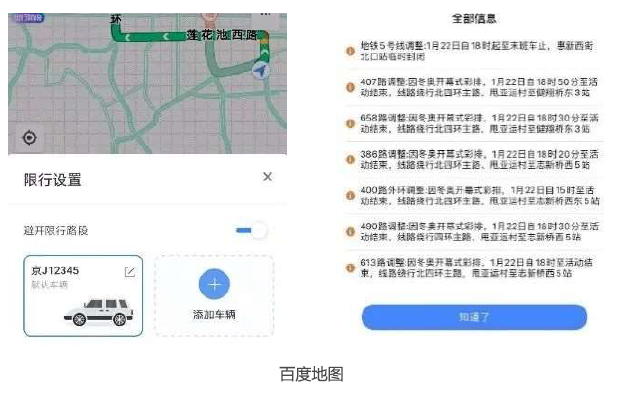 环
莲花池西路
限行设置
×
避开限行路段
京J12345
默认车辆
添加车辆
全部信息
地铁5号线调整:1月22日自18时起至末班车止，惠新西街
北口站临时封闭
407路调整:因冬奥开幕式彩排，1月22日自18时50分至活
动结束，线路绕行北四环主路、甩亚运村至健翔桥东3站
658路调整:因冬奥开幕式彩排，1月22日自18时30分至活
动结束，线路绕行北四环主路、甩亚运村至健翔桥东3站
386路调整:因冬奥开幕式彩排，1月22日自18时20分至活
动结束，线路绕行北四环主路、甩亚运村至志新桥西5站
400路外环调整:因冬奥开幕式彩排，1月22日自15时至活
动结束，线路绕行北四环主路、甩亚运村至志新桥西东5站
490路调整:因冬奥开幕式彩排，1月22日自18时30分至活
动结束，线路绕行四环主路、甩亚运村至志新桥西5站
613路调整:因冬奥开幕式彩排，1月22日自18时至活动结
束，线路绕行北四环主路、甩亚运村至志新桥西5站
知道了
百度地图